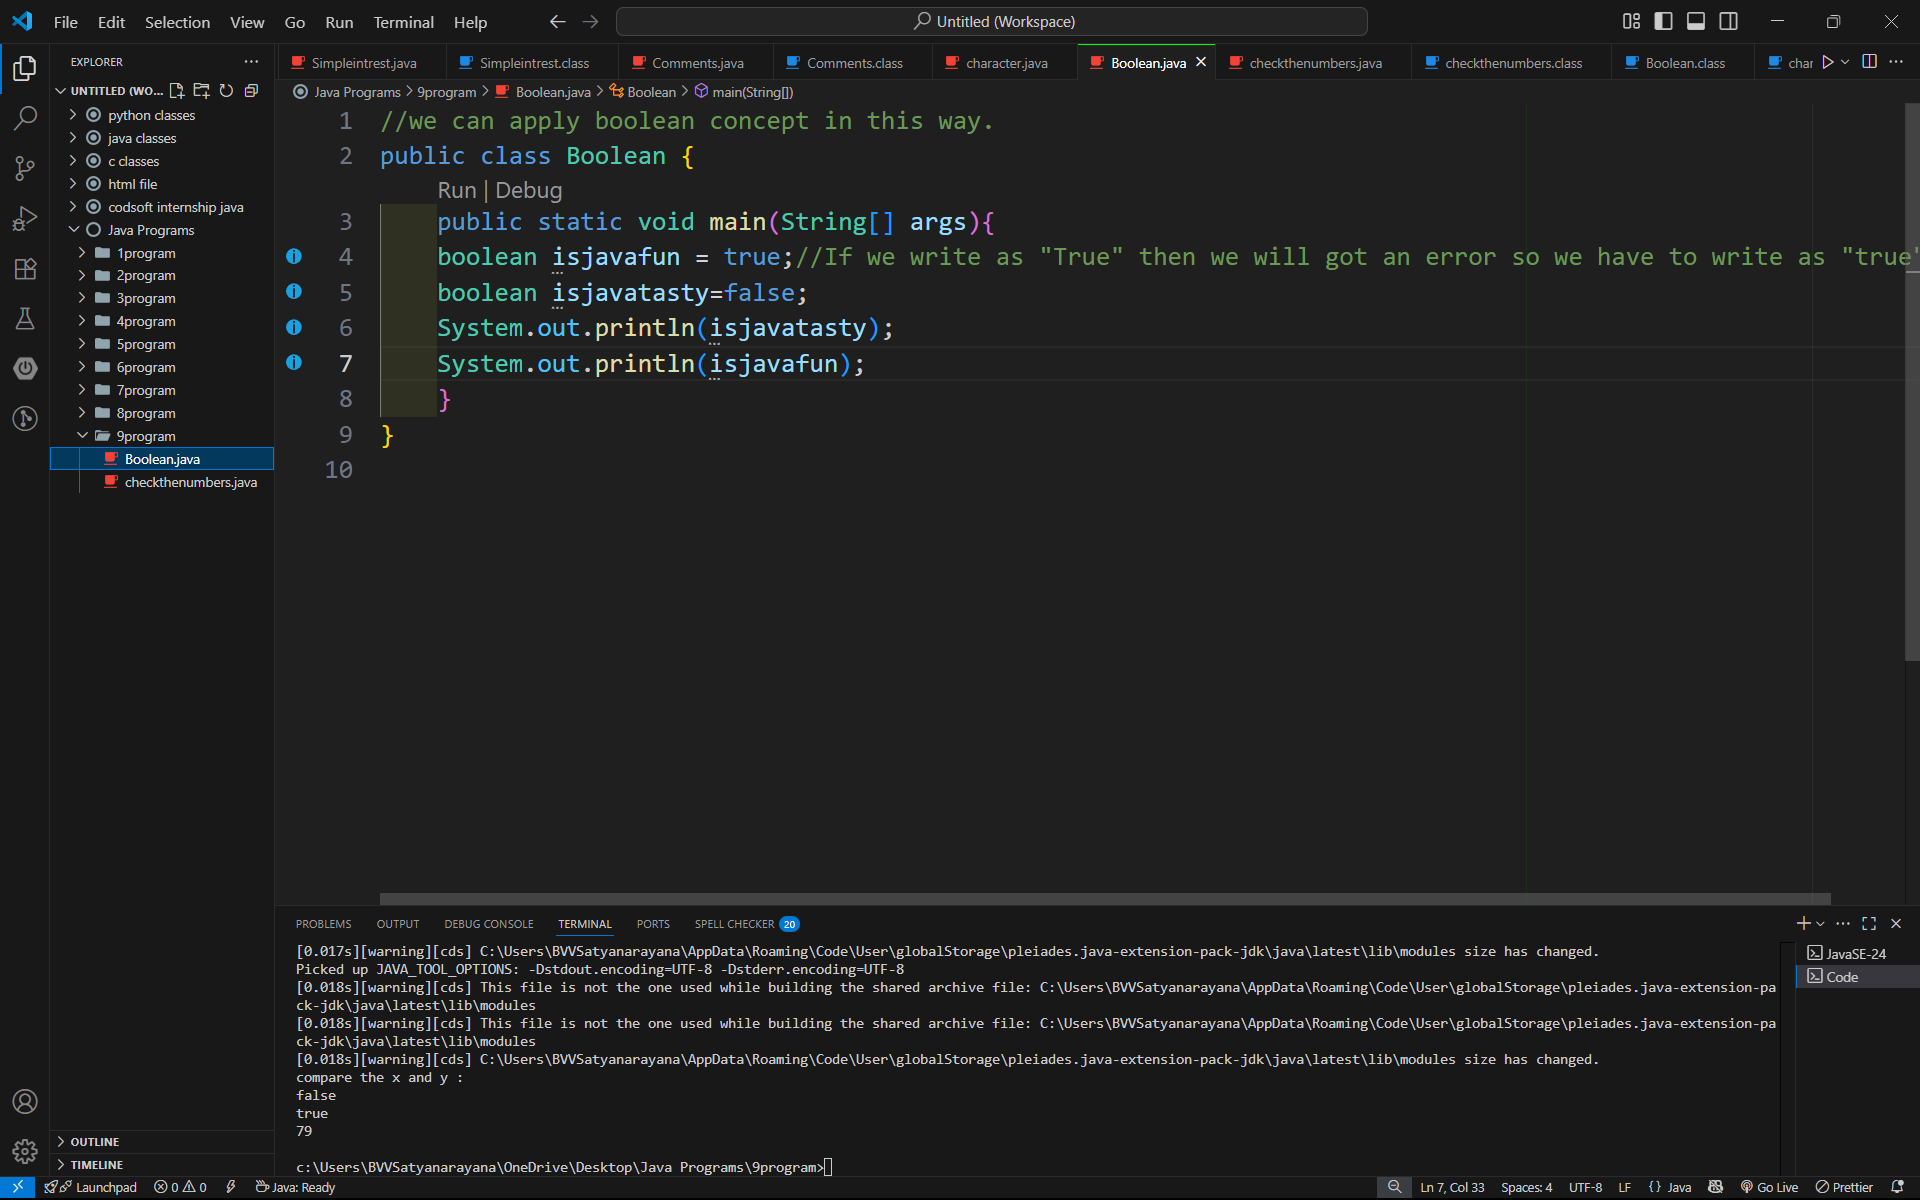 File Edit Selection View Go Run Terminal Help
Untitled (Workspace)
EXPLORER
Simpleintrest.java Simpleintrest.class Comments.java Comments.class character.java Boolean.java checkthenumbers.java checkthenumbers.class Boolean.class char
UNTITLED (WO...
Java Programs > 9program > Boolean.java > Boolean > main(String[])
python classes
java classes
c classes
html file
codsoft internship java
Java Programs
1program
2program
3program
4program
5program
6program
7program
8program
9program
Boolean.java
checkthenumbers.java
OUTLINE
TIMELINE
1 //we can apply boolean concept in this way.
2 public class Boolean {
Run | Debug
3 public static void main(String[] args){
4 boolean isjavafun = true;//If we write as "True" then we will got an error so we have to write as "true"
5 boolean isjavatasty=false;
6 System.out.println(isjavatasty);
7 System.out.println(isjavafun);
8 }
9 }
10
PROBLEMS OUTPUT DEBUG CONSOLE TERMINAL PORTS SPELL CHECKER 20
[0.017s][warning][cds] C:\Users\BVVSatyanarayana\AppData\Roaming\Code\User\globalStorage\pleiades.java-extension-pack-jdk\java\latest\lib\modules size has changed.
Picked up JAVA_TOOL_OPTIONS: -Dstdout.encoding=UTF-8 -Dstderr.encoding=UTF-8
[0.018s][warning][cds] This file is not the one used while building the shared archive file: C:\Users\BVVSatyanarayana\AppData\Roaming\Code\User\globalStorage\pleiades.java-extension-pa
ck-jdk\java\latest\lib\modules
[0.018s][warning][cds] This file is not the one used while building the shared archive file: C:\Users\BVVSatyanarayana\AppData\Roaming\Code\User\globalStorage\pleiades.java-extension-pa
ck-jdk\java\latest\lib\modules
[0.018s][warning][cds] C:\Users\BVVSatyanarayana\AppData\Roaming\Code\User\globalStorage\pleiades.java-extension-pack-jdk\java\latest\lib\modules size has changed.
compare the x and y :
false
true
79
c:\Users\BVVSatyanarayana\OneDrive\Desktop\Java Programs\9program>
JavaSE-24
Code
Launchpad 0 0 Java: Ready Ln 7, Col 33 Spaces: 4 UTF-8 LF {} Java Go Live Prettier